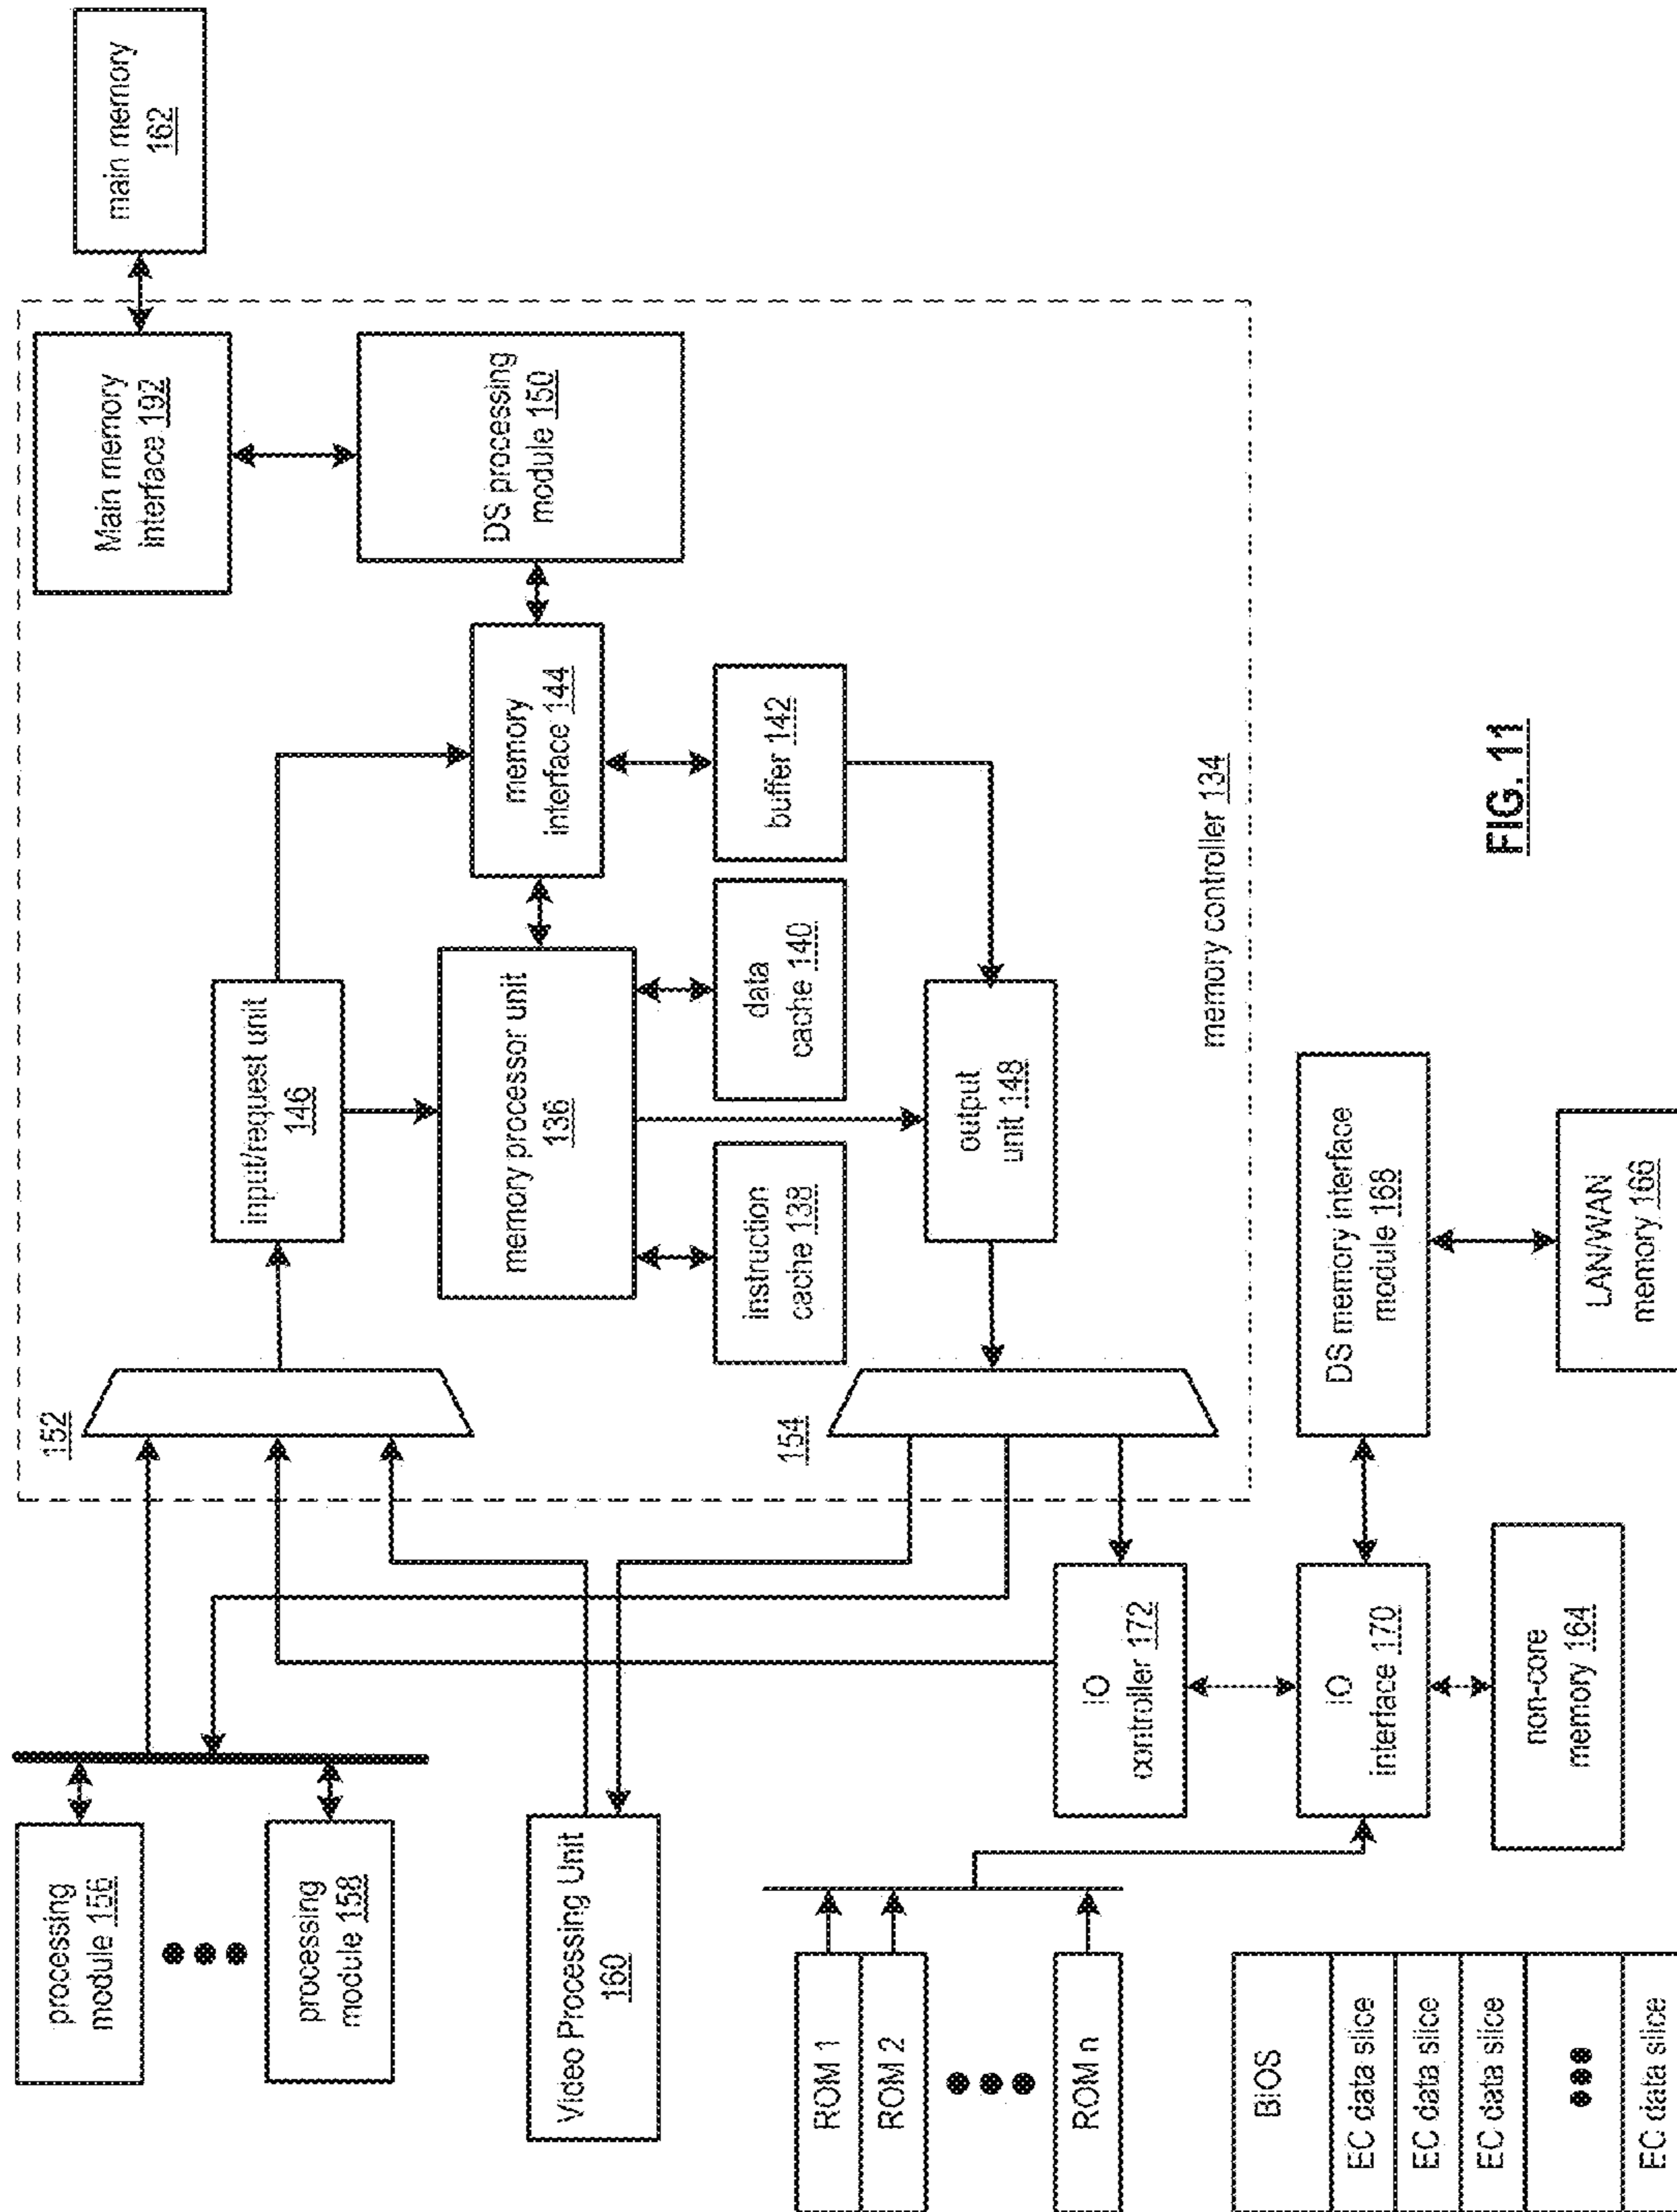 processing
module 156
processing
module 158
Video Processing Unit
160
ROM 1
ROM 2
ROM n
BIOS
EC data slice
EC data slice
EC data slice
EC data slice
152
154
input/request unit
146
memory processor unit
136
instruction
cache 138
data
cache 140
buffer 142
output
unit 148
memory
interface 144
Main memory
interface 192
DS processing
module 150
main memory
162
memory controller 134
IO
controller 172
IO
interface 170
non-core
memory 164
DS memory interface
module 168
LAN/WAN
memory 166
FIG. 11